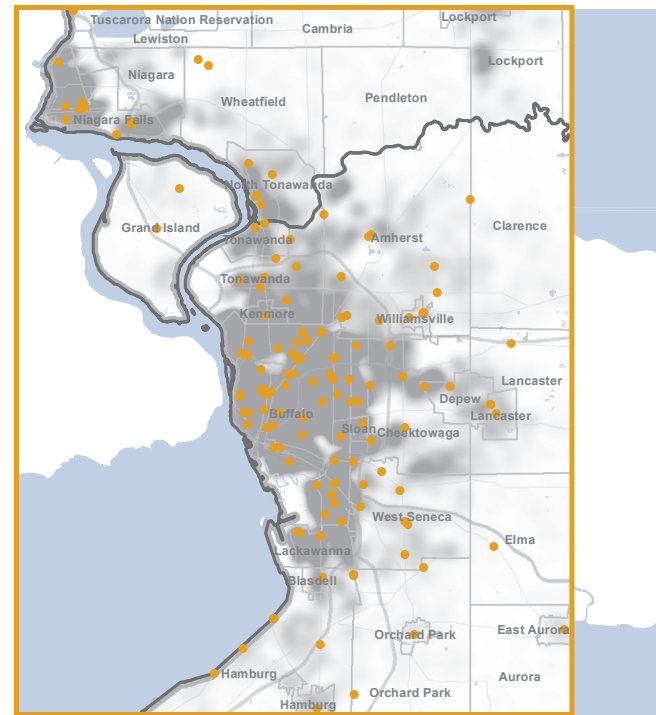 Tuscarora Nation Reservation
Lockport
Cambria
Lewiston
Lockport
Niagara
Wheatfield
Pendleton
Niagara Falls
North Tonawanda
Grand Island
Clarence
Tonawanda
Amherst
Tonawanda
Kenmore
Williamsville
Lancaster
Depew
Buffalo
Lancaster
Sloan
Cheektowaga
West Seneca
Elma
Lackawanna
Blasdell
East Aurora
Orchard Park
Hamburg
Aurora
Orchard Park
Hamburg